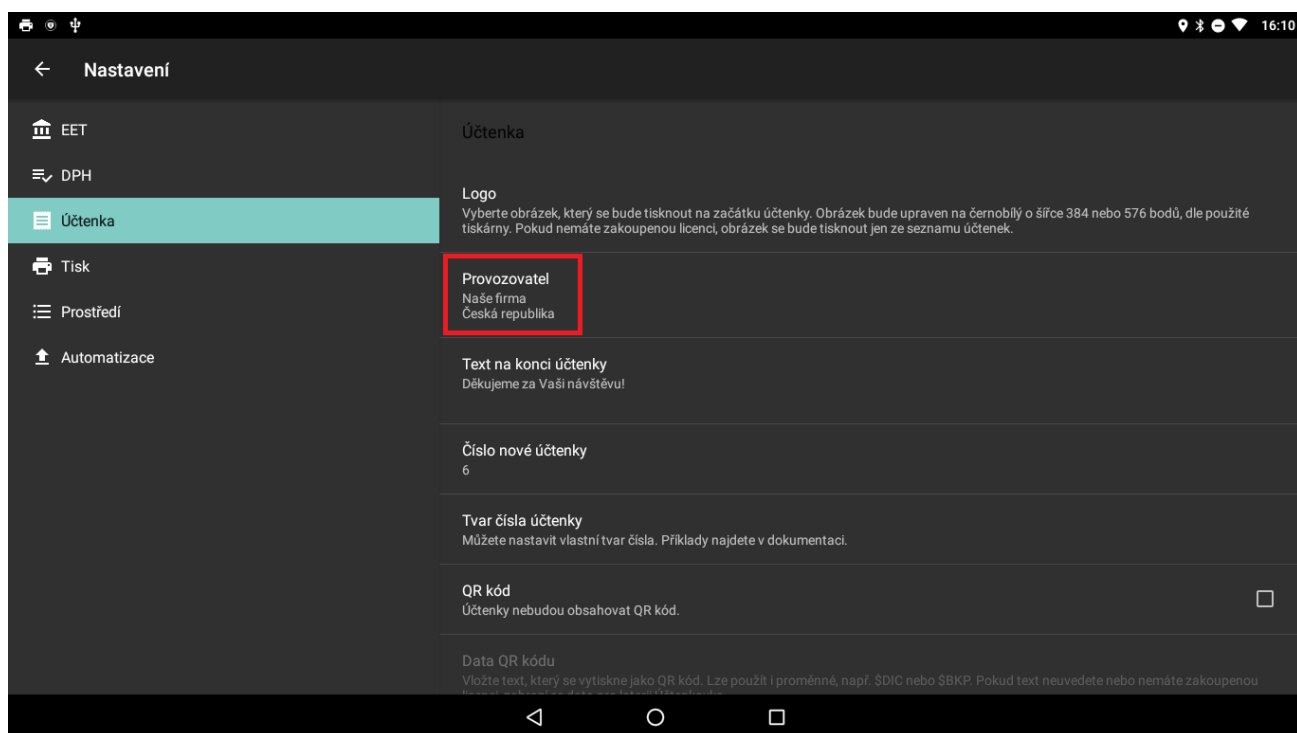 16:10
Nastavení
EET
DPH
Účtenka
Tisk
Prostředí
Automatizace
Účtenka
Logo
Vyberte obrázek, který se bude tisknout na začátku účtenky. Obrázek bude upraven na černobílý o šířce 384 nebo 576 bodů, dle použité
tiskárny. Pokud nemáte zakoupenou licenci, obrázek se bude tisknout jen ze seznamu účtenek.
Provozovatel
Naše firma
Česká republika
Text na konci účtenky
Děkujeme za Vaši návštěvu!
Číslo nové účtenky
6
Tvar čísla účtenky
Můžete nastavit vlastní tvar čísla. Příklady najdete v dokumentaci.
QR kód
Účtenky nebudou obsahovat QR kód.
Data QR kódu
Vložte text, který se vytiskne jako QR kód. Lze použít i proměnné, např. $DIC nebo $BKP. Pokud text neuvedete nebo nemáte zakoupenou